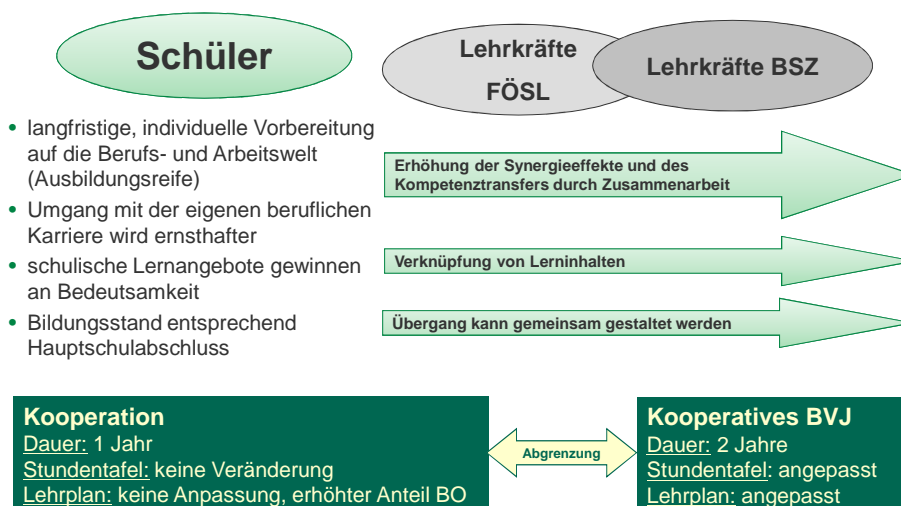 Schüler
Lehrkräfte
FÖSL
Lehrkräfte BSZ
• langfristige, individuelle Vorbereitung
auf die Berufs- und Arbeitswelt
(Ausbildungsreife)
• Umgang mit der eigenen beruflichen
Karriere wird ernsthafter
• schulische Lernangebote gewinnen
an Bedeutsamkeit
• Bildungsstand entsprechend
Hauptschulabschluss
Erhöhung der Synergieeffekte und des
Kompetenztransfers durch Zusammenarbeit
Verknüpfung von Lerninhalten
Übergang kann gemeinsam gestaltet werden
Kooperation
Dauer: 1 Jahr
Stundentafel: keine Veränderung
Lehrplan: keine Anpassung, erhöhter Anteil BO
Abgrenzung
Kooperatives BVJ
Dauer: 2 Jahre
Stundentafel: angepasst
Lehrplan: angepasst